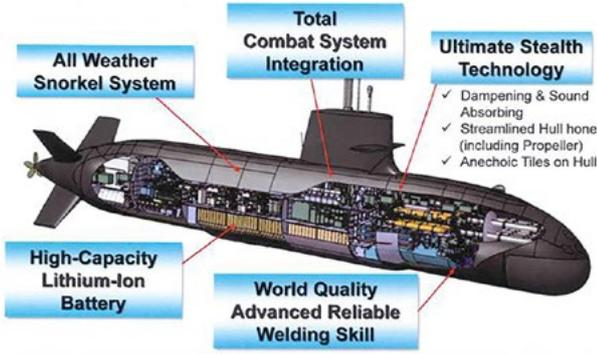 Total
Combat System
Integration
All Weather
Snorkel System
Ultimate Stealth
Technology
✓ Dampening & Sound
Absorbing
✓ Streamlined Hull hone
(including Propeller)
✓ Anechoic Tiles on Hull
High-Capacity
Lithium-Ion
Battery
World Quality
Advanced Reliable
Welding Skill